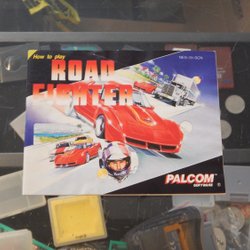 How to play
ROAD
FIGHTER
PALCOM
SOFTWARE